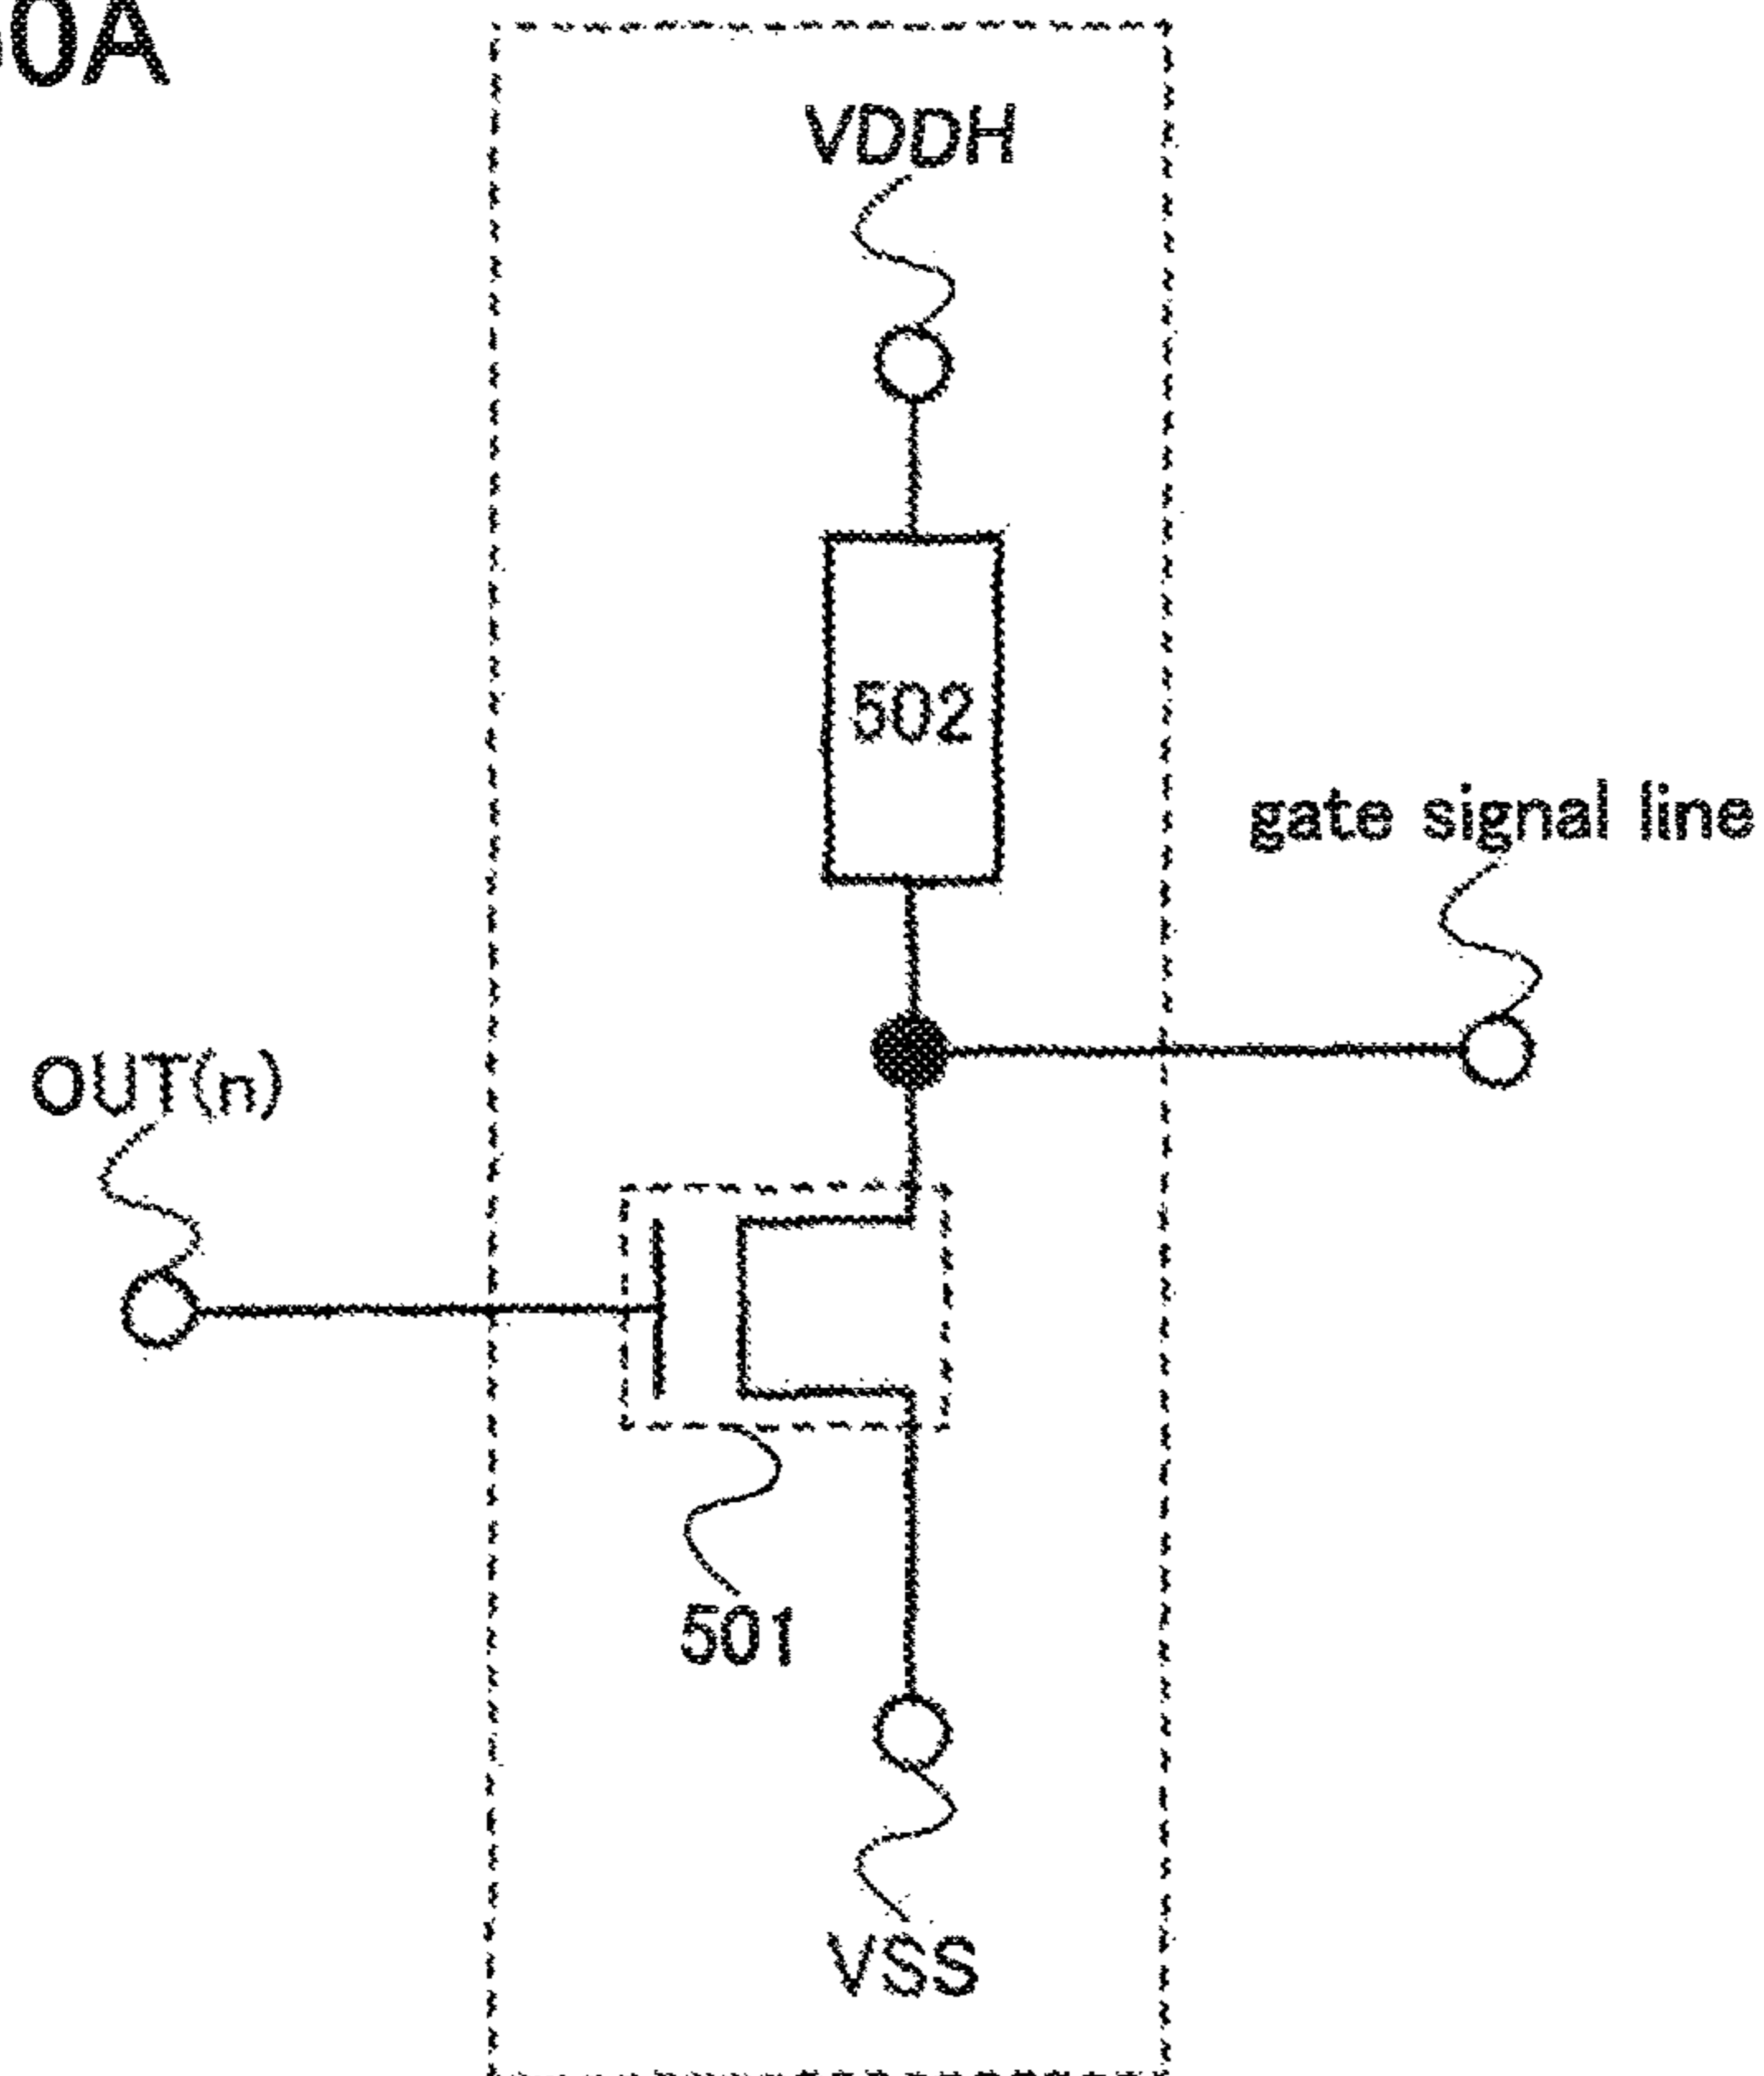 0A
VDDH
502
gate signal line
OUT(n)
501
VSS